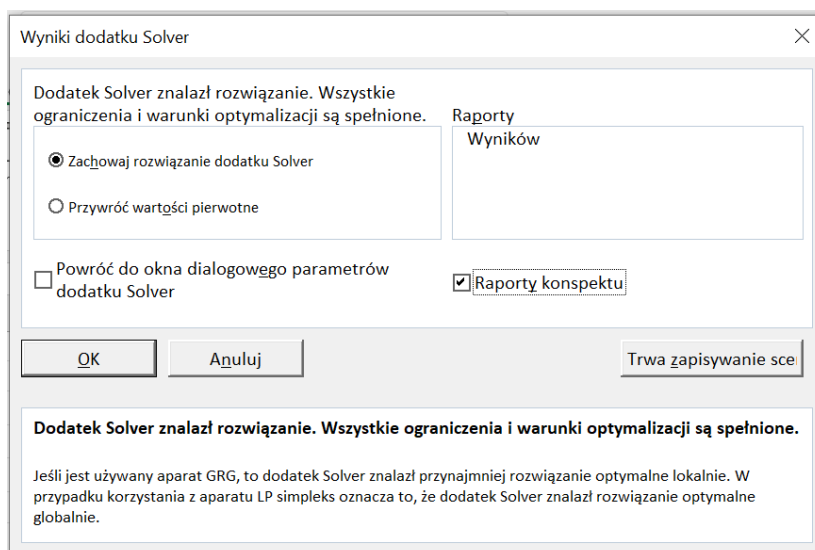 Wyniki dodatku Solver
Dodatek Solver znalazł rozwiązanie. Wszystkie
ograniczenia i warunki optymalizacji są spełnione.
Zachowaj rozwiązanie dodatku Solver
Przywróć wartości pierwotne
Raporty
Wyników
Powróć do okna dialogowego parametrów
dodatku Solver
Raporty konspektu
OK
Anuluj
Trwa zapisywanie sce
Dodatek Solver znalazł rozwiązanie. Wszystkie ograniczenia i warunki optymalizacji są spełnione.
Jeśli jest używany aparat GRG, to dodatek Solver znalazł przynajmniej rozwiązanie optymalne lokalnie. W
przypadku korzystania z aparatu LP simpleks oznacza to, że dodatek Solver znalazł rozwiązanie optymalne
globalnie.